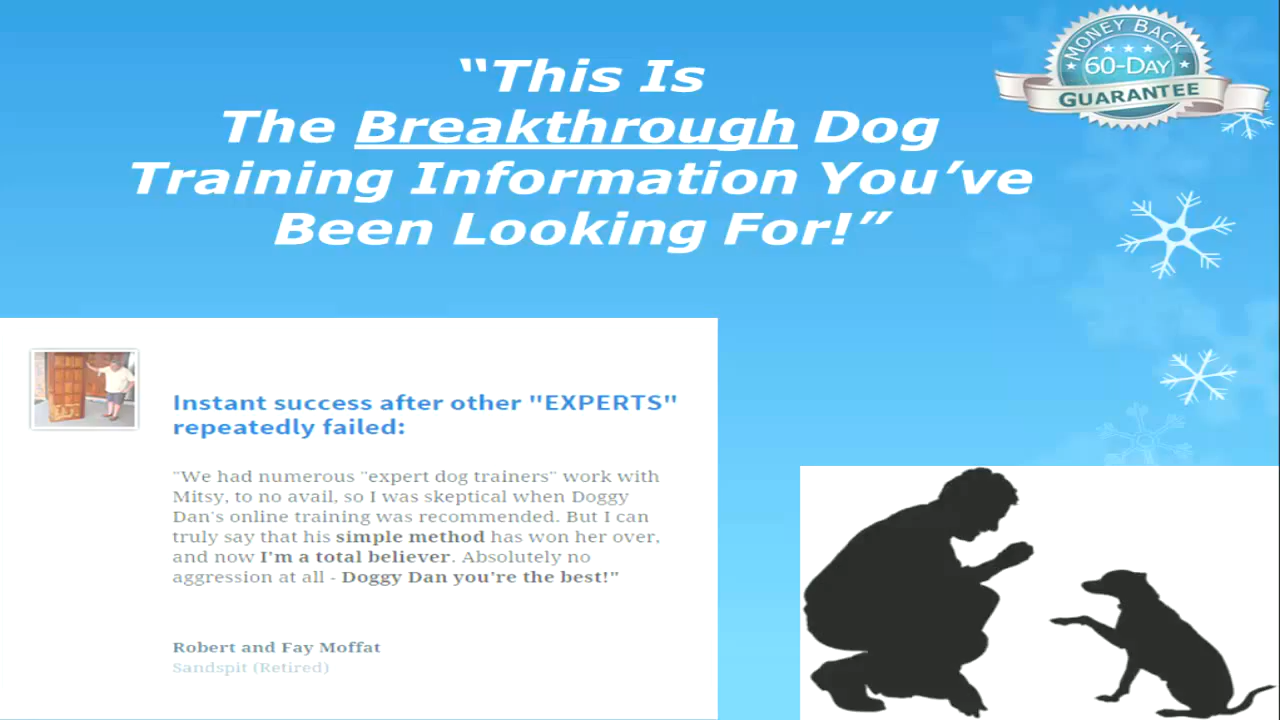 “This Is
The Breakthrough Dog
Training Information You’ve
Been Looking For!”
MONEY BACK
60-DAY
GUARANTEE
Instant success after other "EXPERTS"
repeatedly failed:
"We had numerous "expert dog trainers" work with
Mitsy, to no avail, so I was skeptical when Doggy
Dan's online training was recommended. But I can
truly say that his simple method has won her over,
and now I'm a total believer. Absolutely no
aggression at all - Doggy Dan you're the best!"
Robert and Fay Moffat
Sandspit (Retired)